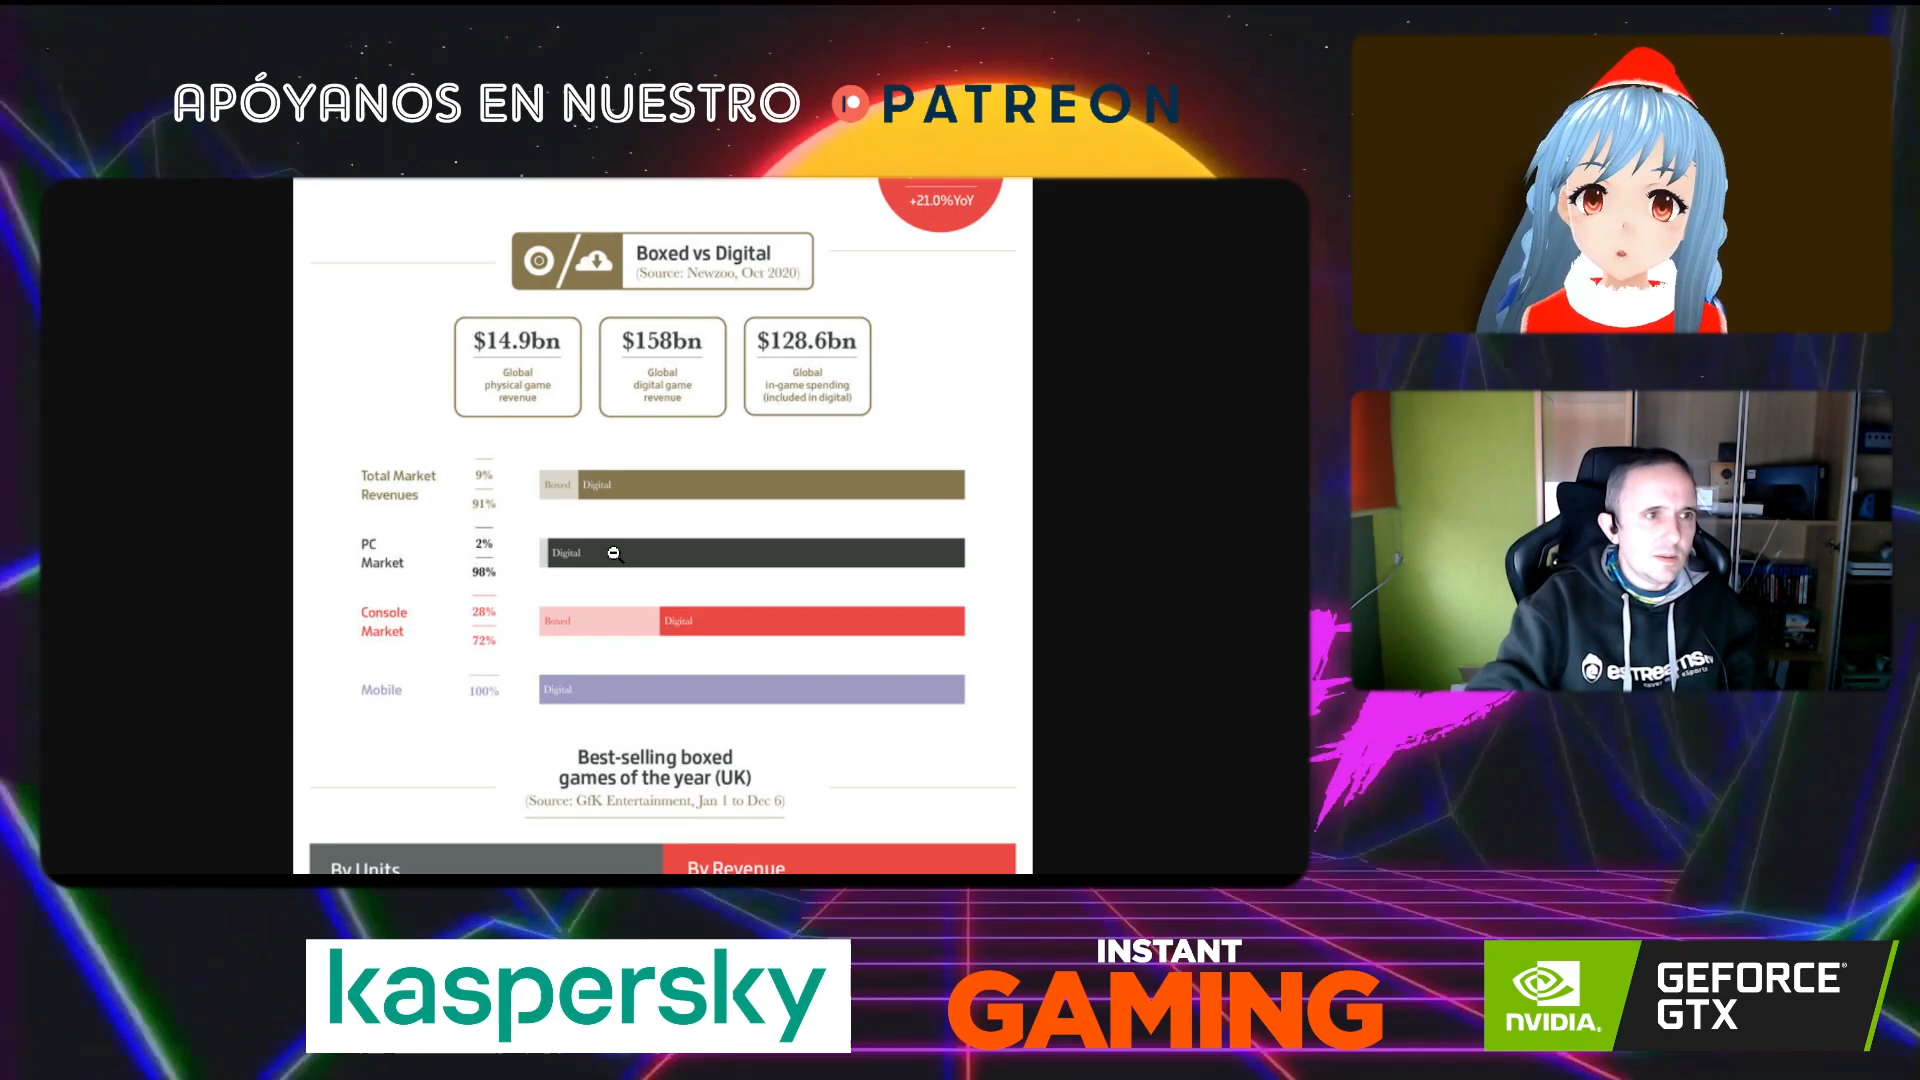 APÓYANOS EN NUESTRO PATREON
+21.0%YoY
Boxed vs Digital
(Source: Newzoo, Oct 2020)
$14.9bn
Global
physical game
revenue
$158bn
Global
digital game
revenue
$128.6bn
Global
in-game spending
(included in digital)
Total Market
Revenues
9%
91%
Boxed
Digital
PC
Market
2%
98%
Digital
Console
Market
28%
72%
Boxed
Digital
Mobile
100%
Digital
Best-selling boxed
games of the year (UK)
(Source: GfK Entertainment, Jan 1 to Dec 6)
By Units
By Revenue
eSTReaMStv
kaspersky
INSTANT
GAMING
NVIDIA.
GEFORCE®
GTX